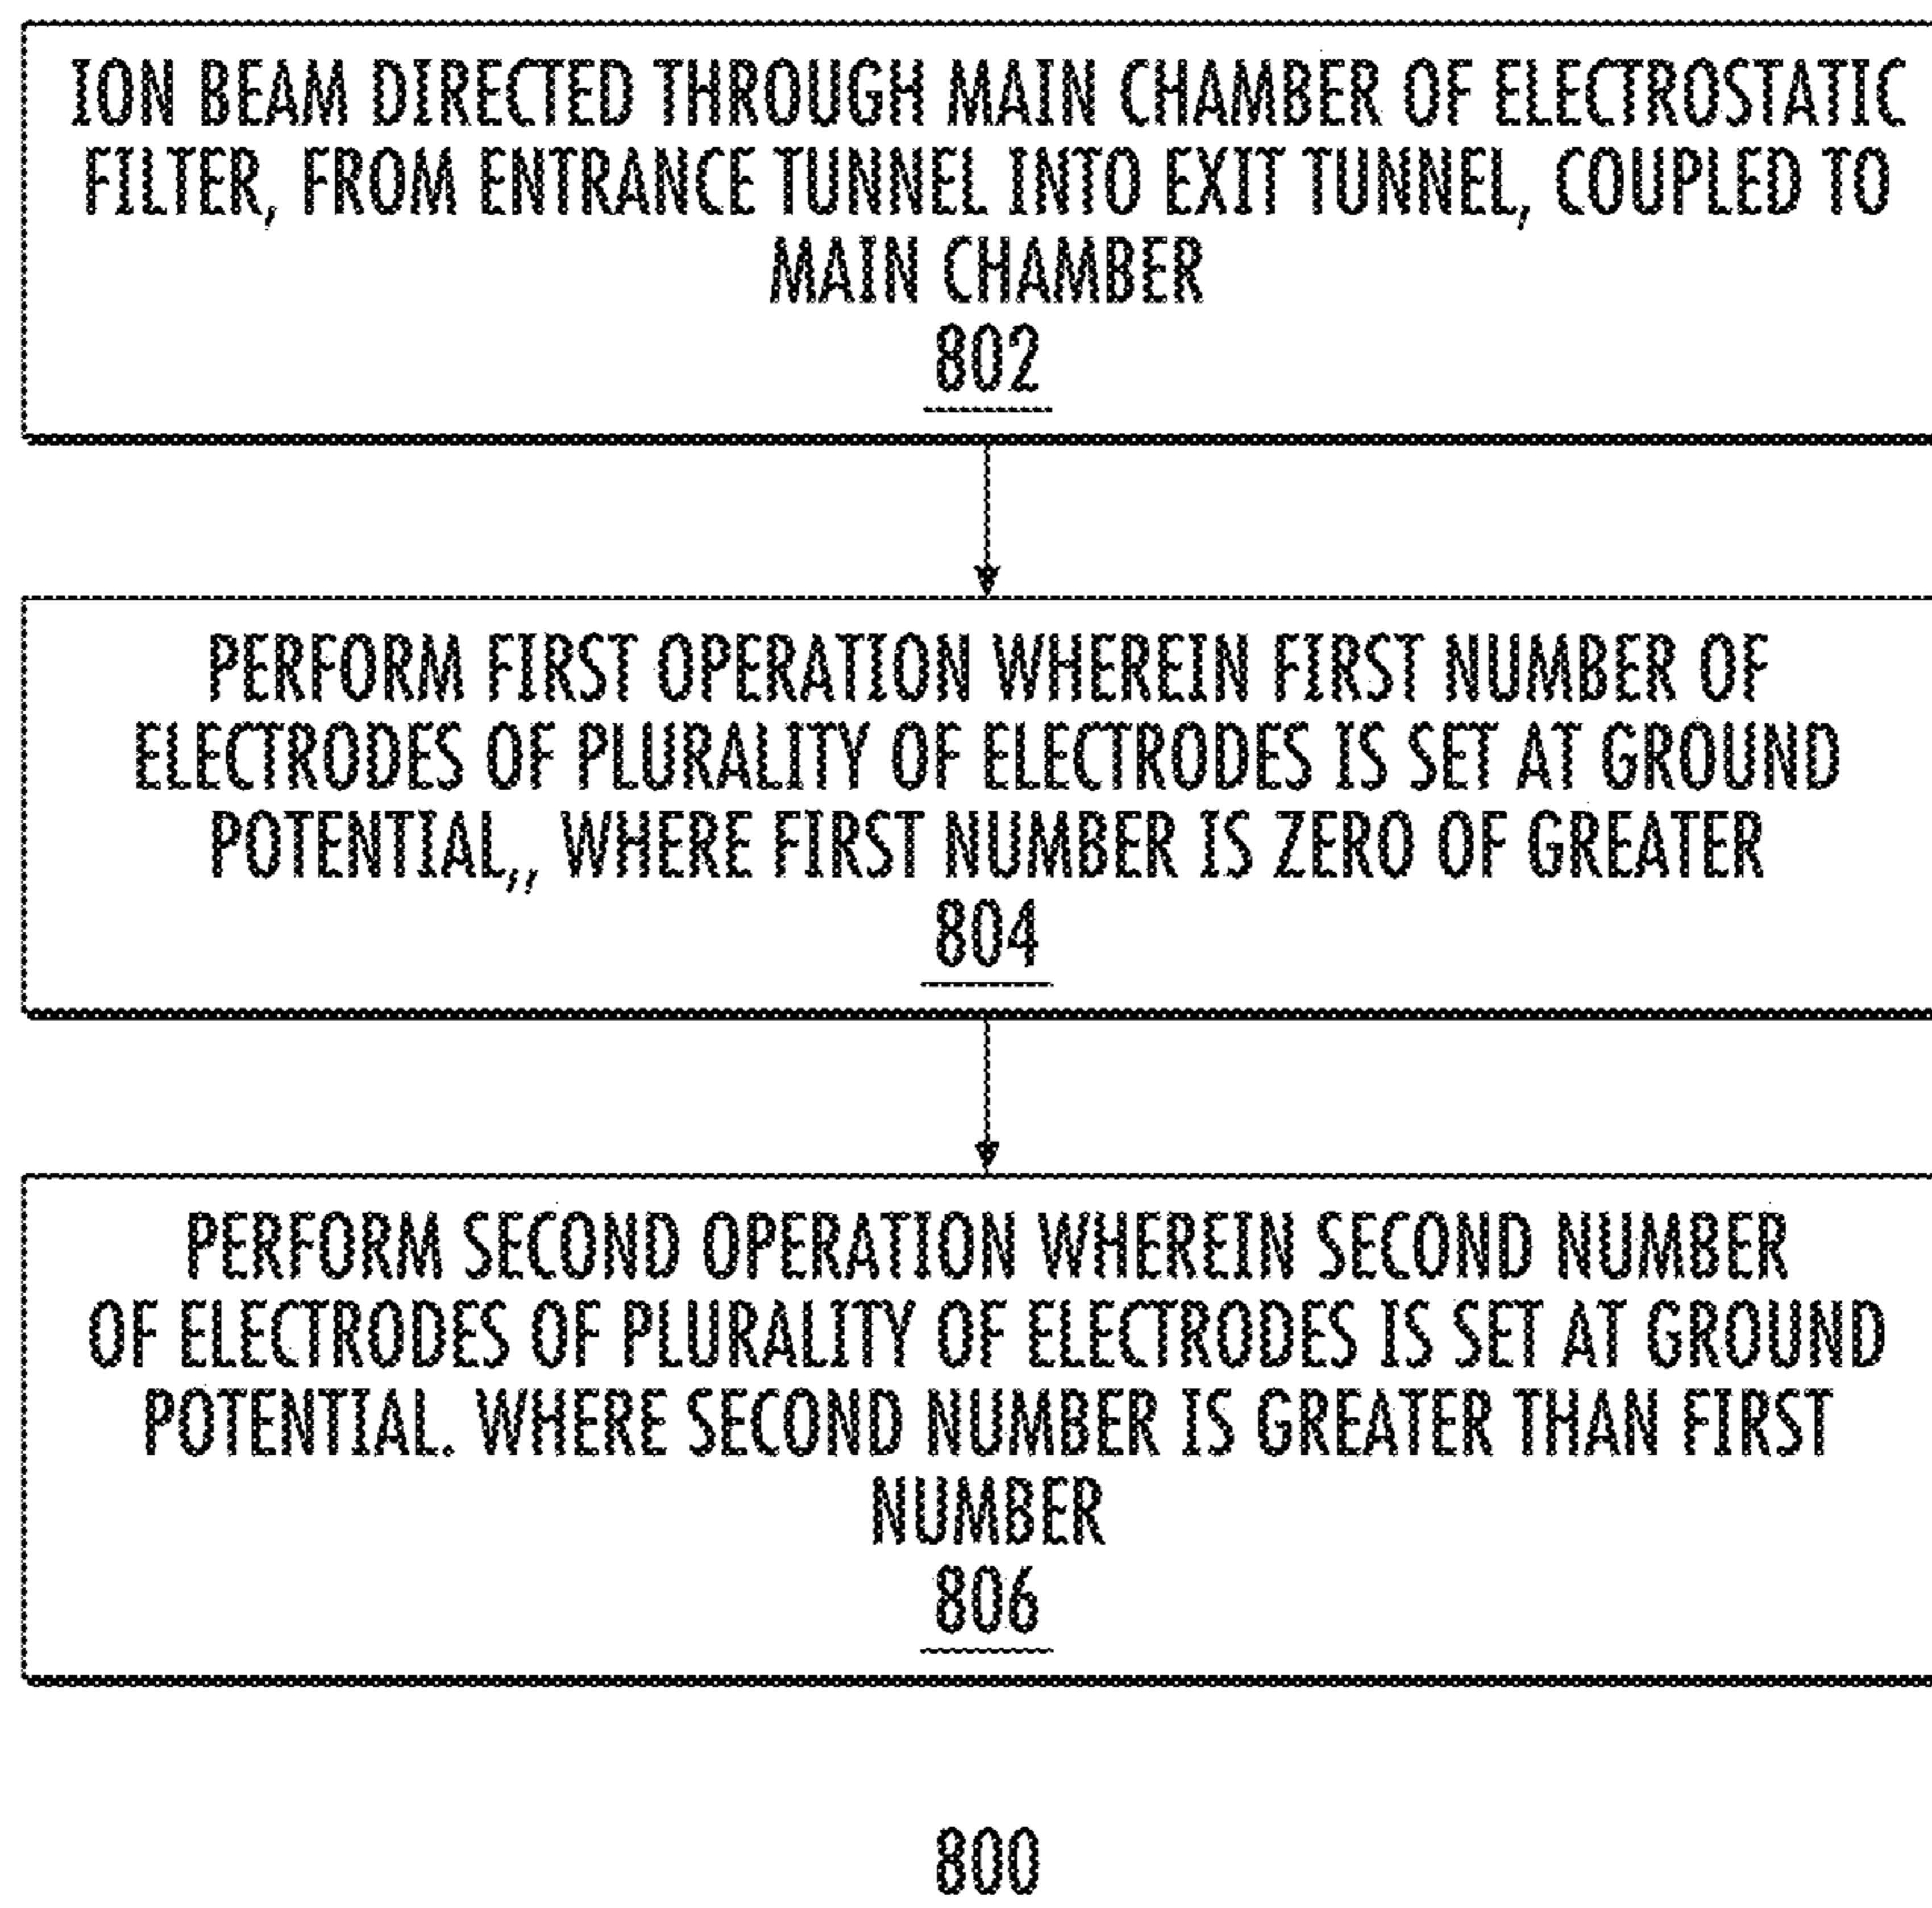 ION BEAM DIRECTED THROUGH MAIN CHAMBER OF ELECTROSTATIC
FILTER, FROM ENTRANCE TUNNEL INTO EXIT TUNNEL, COUPLED TO
MAIN CHAMBER
802
PERFORM FIRST OPERATION WHEREIN FIRST NUMBER OF
ELECTRODES OF PLURALITY OF ELECTRODES IS SET AT GROUND
POTENTIAL,, WHERE FIRST NUMBER IS ZERO OF GREATER
804
PERFORM SECOND OPERATION WHEREIN SECOND NUMBER
OF ELECTRODES OF PLURALITY OF ELECTRODES IS SET AT GROUND
POTENTIAL. WHERE SECOND NUMBER IS GREATER THAN FIRST
NUMBER
806
800